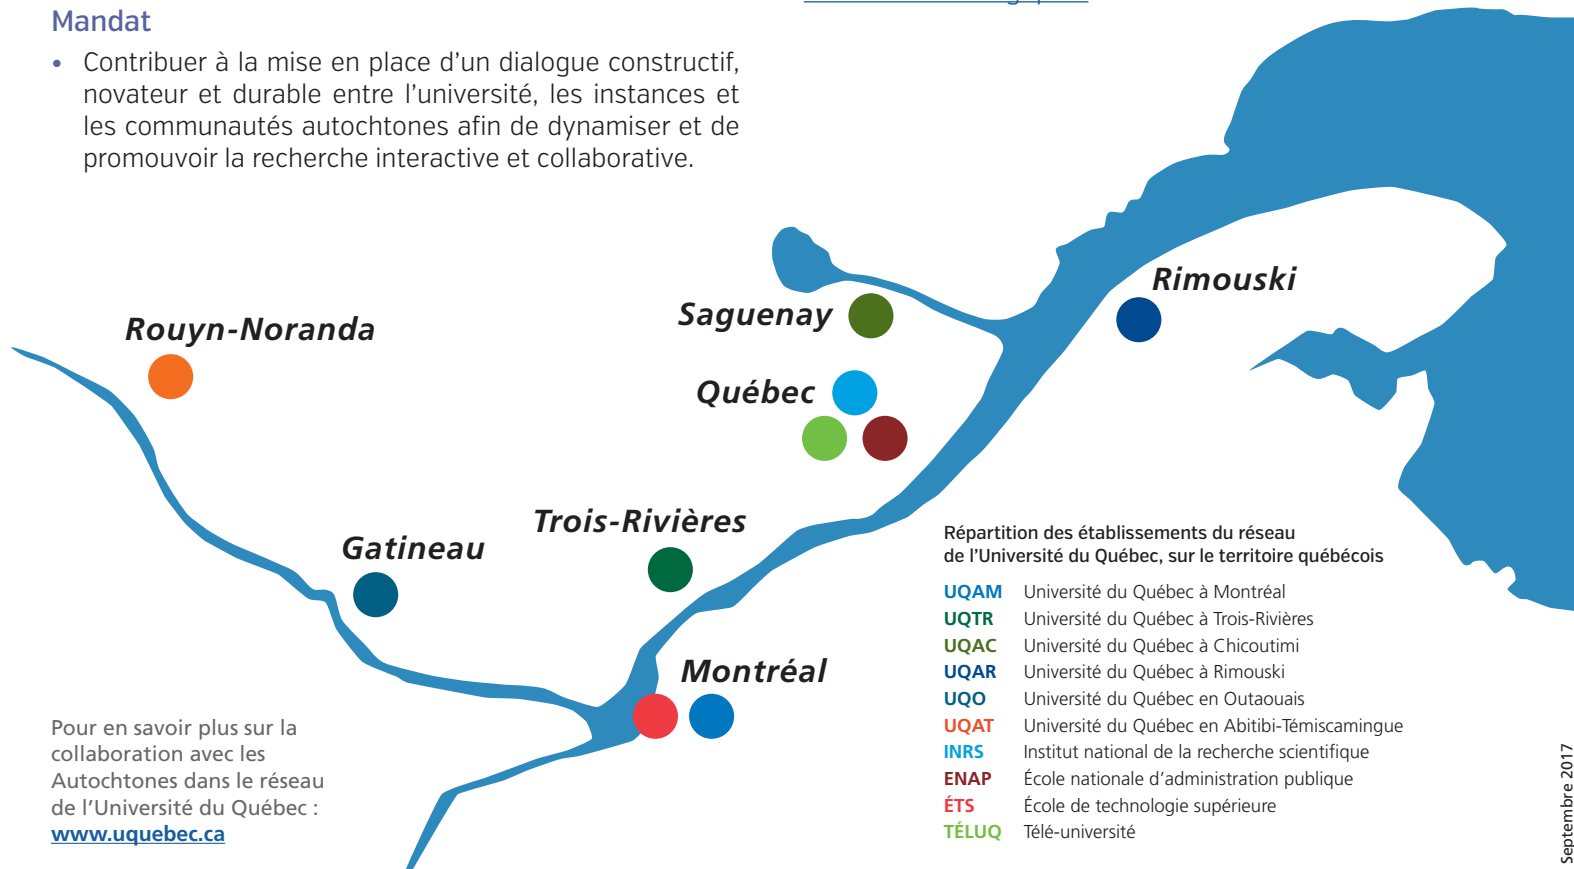 Mandat
• Contribuer à la mise en place d’un dialogue constructif,
novateur et durable entre l’université, les instances et
les communautés autochtones afin de dynamiser et de
promouvoir la recherche interactive et collaborative.
Rimouski
Saguenay
Rouyn-Noranda
Québec
Trois-Rivières
Gatineau
Montréal
Répartition des établissements du réseau
de l’Université du Québec, sur le territoire québécois
UQAM Université du Québec à Montréal
UQTR Université du Québec à Trois-Rivières
UQAC Université du Québec à Chicoutimi
UQAR Université du Québec à Rimouski
UQO Université du Québec en Outaouais
UQAT Université du Québec en Abitibi-Témiscamingue
INRS Institut national de la recherche scientifique
ENAP École nationale d’administration publique
ÉTS École de technologie supérieure
TÉLUQ Télé-université
Pour en savoir plus sur la
collaboration avec les
Autochtones dans le réseau
de l’Université du Québec :
www.uquebec.ca
Septembre 2017